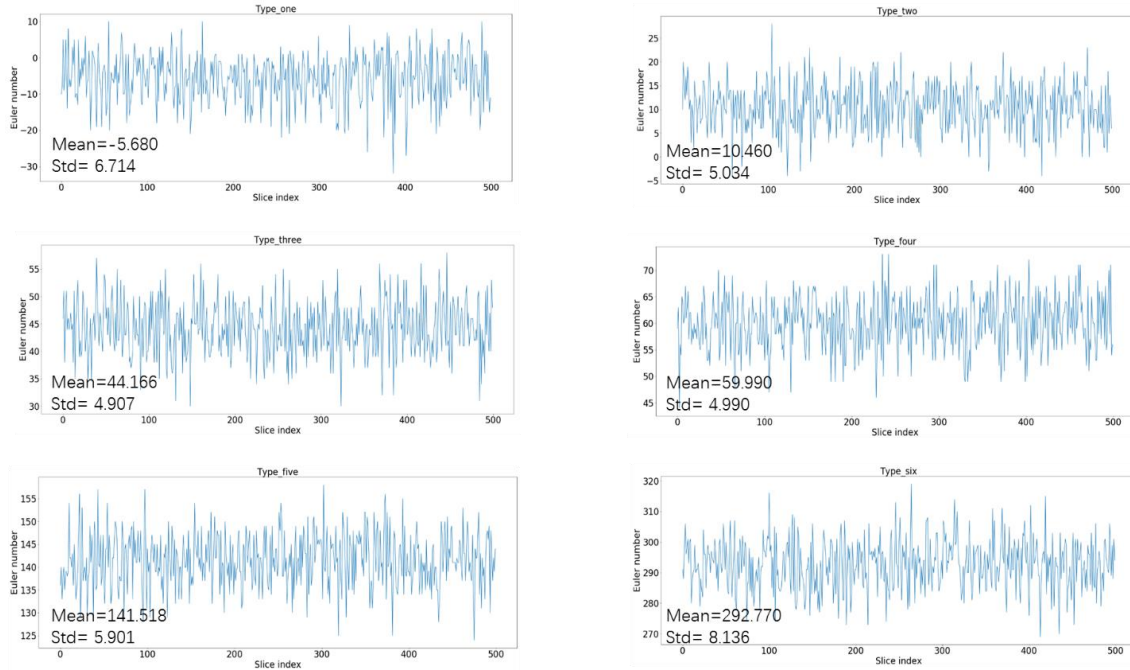 Type_one
10
0
−10
−20
−30
Euler number
Mean=-5.680
Std= 6.714
0 100 200 300 400 500
Slice index
Type_two
25
20
15
10
5
0
−5
Euler number
Mean=10.460
Std= 5.034
0 100 200 300 400 500
Slice index
Type_three
55
50
45
40
35
30
Euler number
Mean=44.166
Std= 4.907
0 100 200 300 400 500
Slice index
Type_four
70
65
60
55
50
45
Euler number
Mean=59.990
Std= 4.990
0 100 200 300 400 500
Slice index
Type_five
155
150
145
140
135
130
125
Euler number
Mean=141.518
Std= 5.901
0 100 200 300 400 500
Slice index
Type_six
320
310
300
290
280
270
Euler number
Mean=292.770
Std= 8.136
0 100 200 300 400 500
Slice index